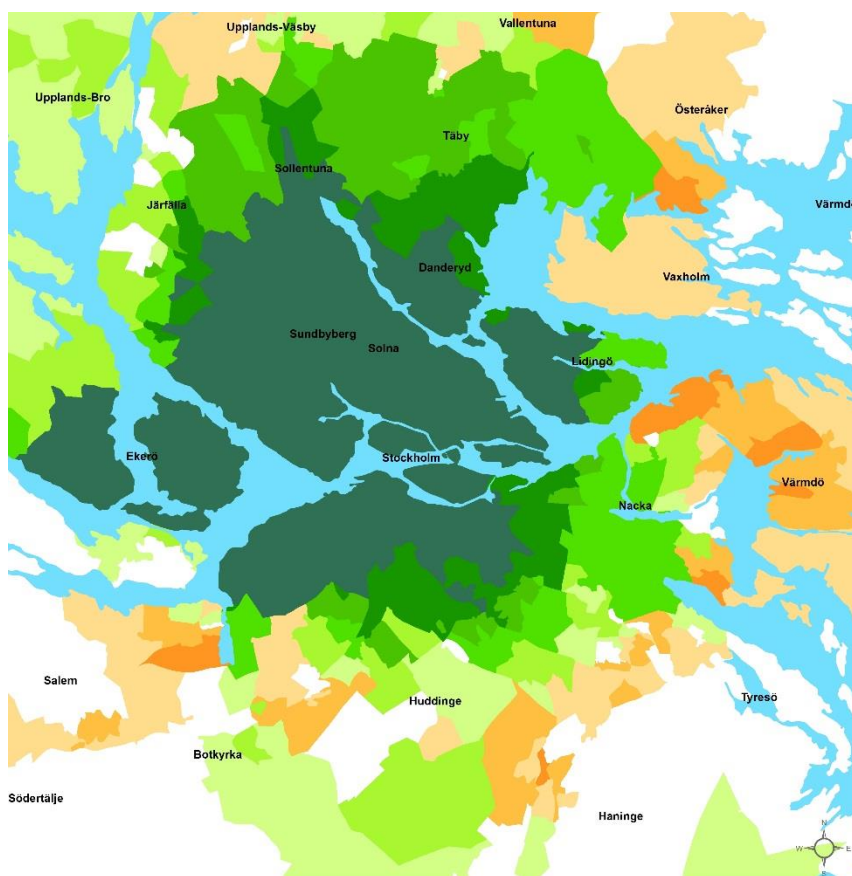 Upplands-Väsby
Vallentuna
Upplands-Bro
Österåker
Täby
Sollentuna
Järfälla
Värmdö
Danderyd
Vaxholm
Sundbyberg
Solna
Lidingö
Ekerö
Stockholm
Värmdö
Nacka
Salem
Huddinge
Tyresö
Botkyrka
Södertälje
Haninge
N
W
E
S